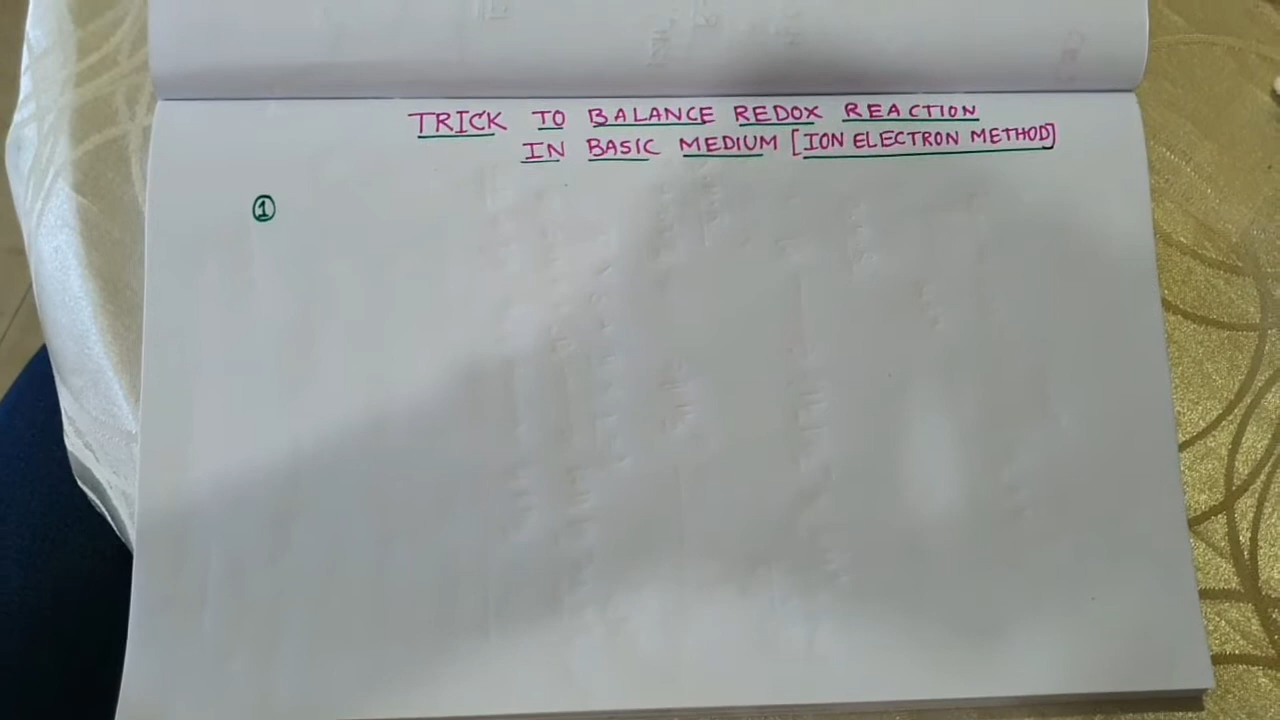 TRICK TO BALANCE REDOX REACTION
IN BASIC MEDIUM [ION ELECTRON METHOD]
1